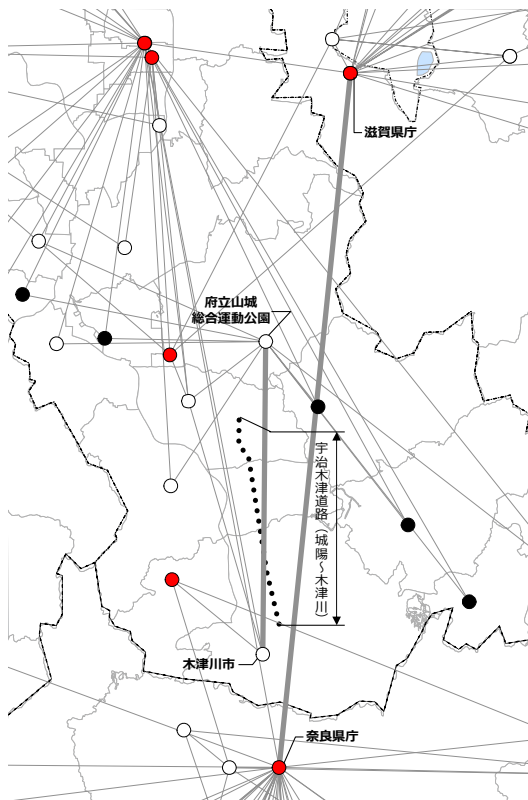 滋賀県庁
府立山城
総合運動公園
宇治木津道路（城陽～木津川）
木津川市
奈良県庁